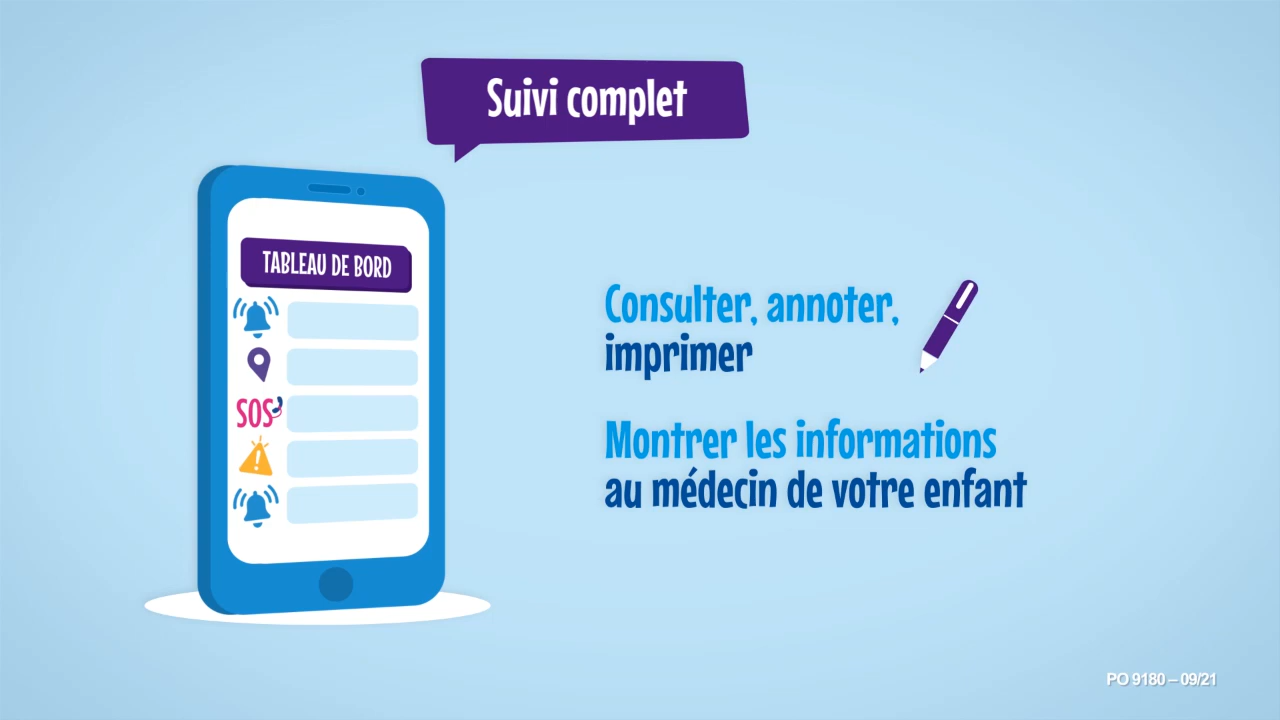 Suivi complet
TABLEAU DE BORD
SOS
Consulter, annoter,
imprimer
Montrer les informations
au médecin de votre enfant
PO 9180 – 09/21